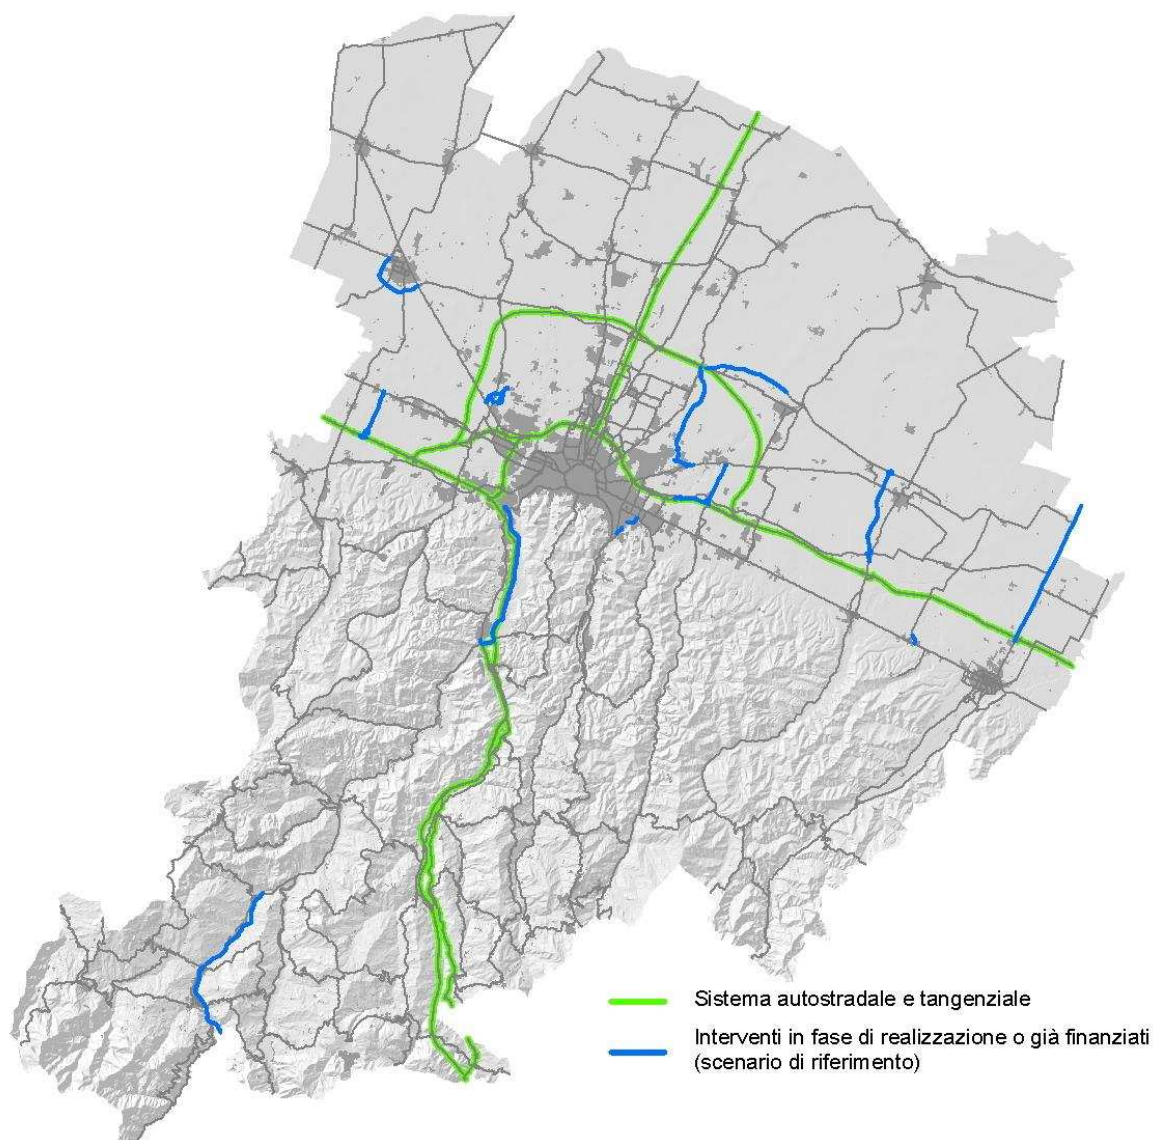 Sistema autostradale e tangenziale
Interventi in fase di realizzazione o già finanziati
(scenario di riferimento)